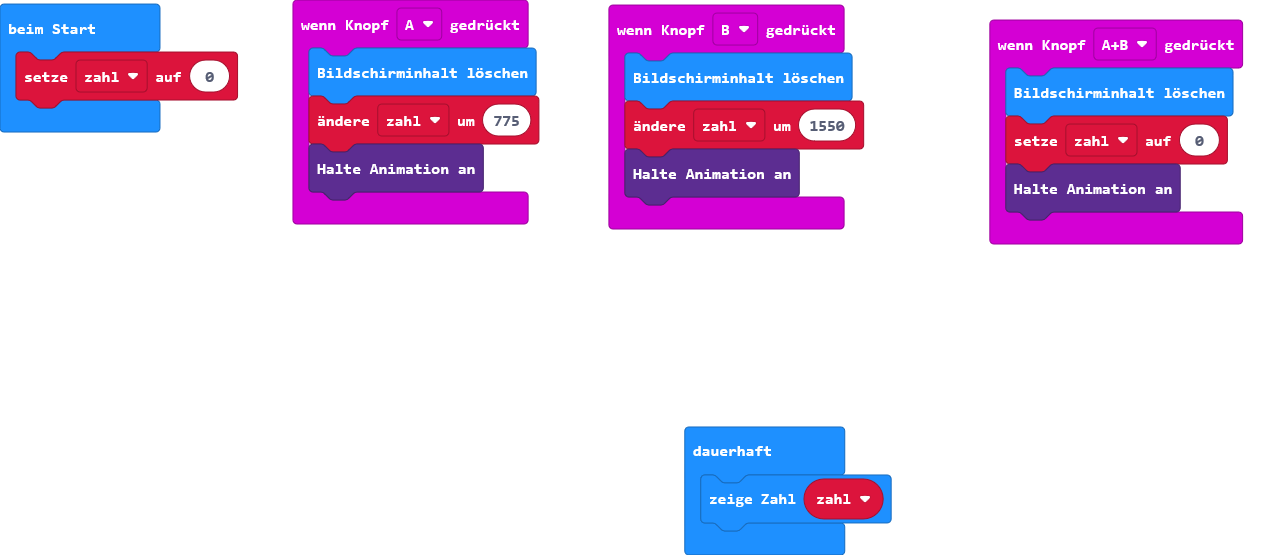 beim Start
setze zahl auf 0
wenn Knopf A gedrückt
Bildschirminhalt löschen
ändere zahl um 775
Halte Animation an
wenn Knopf B gedrückt
Bildschirminhalt löschen
ändere zahl um 1550
Halte Animation an
wenn Knopf A+B gedrückt
Bildschirminhalt löschen
setze zahl auf 0
Halte Animation an
dauerhaft
zeige Zahl zahl